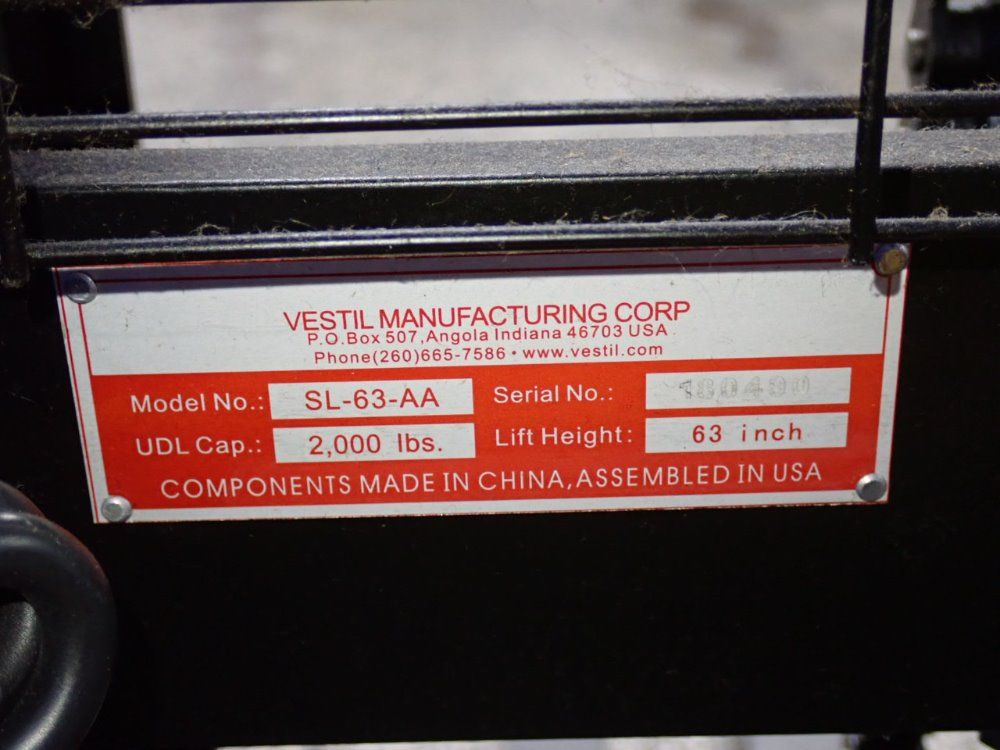 VESTIL MANUFACTURING CORP
P.O.Box 507,Angola Indiana 46703 USA
Phone(260)665-7586 • www.vestil.com
Model No.: SL-63-AA Serial No.: 180400
UDL Cap.: 2,000 lbs. Lift Height: 63 inch
COMPONENTS MADE IN CHINA,ASSEMBLED IN USA